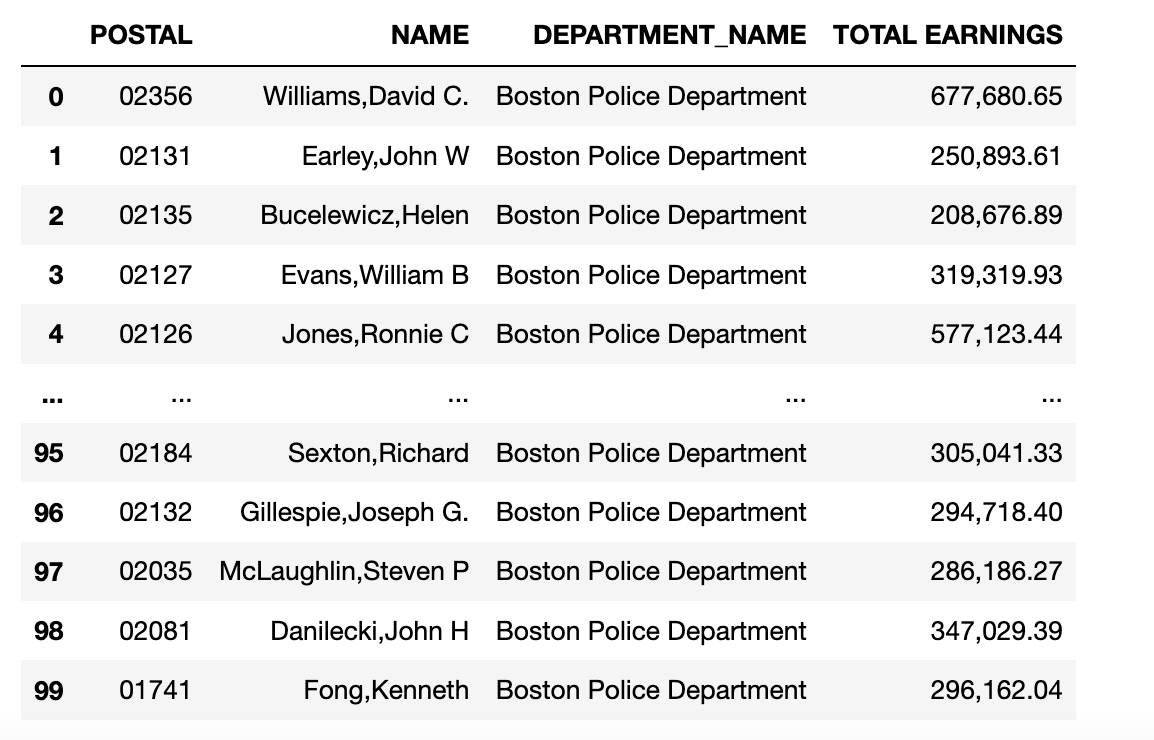 POSTAL NAME DEPARTMENT_NAME TOTAL EARNINGS
0 02356 Williams,David C. Boston Police Department 677,680.65
1 02131 Earley,John W Boston Police Department 250,893.61
2 02135 Bucelewicz,Helen Boston Police Department 208,676.89
3 02127 Evans,William B Boston Police Department 319,319.93
4 02126 Jones,Ronnie C Boston Police Department 577,123.44
... ... ... ... ...
95 02184 Sexton,Richard Boston Police Department 305,041.33
96 02132 Gillespie,Joseph G. Boston Police Department 294,718.40
97 02035 McLaughlin,Steven P Boston Police Department 286,186.27
98 02081 Danilecki,John H Boston Police Department 347,029.39
99 01741 Fong,Kenneth Boston Police Department 296,162.04